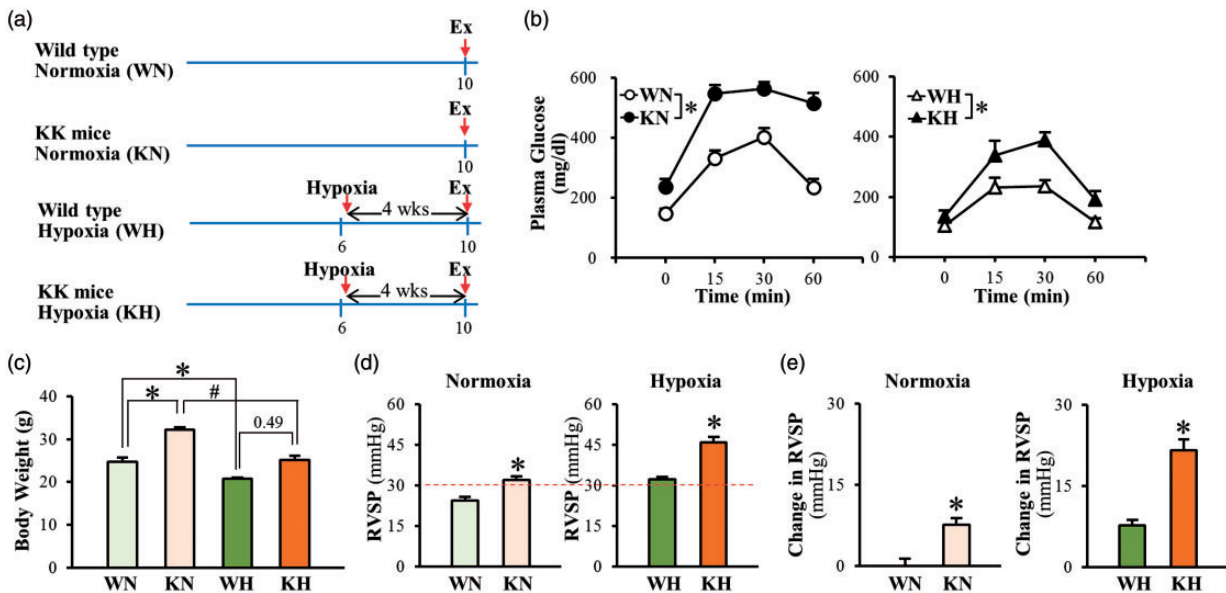 (a)
Ex
Wild type
Normoxia (WN)
10
Ex
KK mice
Normoxia (KN)
10
Hypoxia
Ex
Wild type
Hypoxia (WH)
4 wks
6
10
Hypoxia
Ex
KK mice
Hypoxia (KH)
4 wks
6
10
(b)
Plasma Glucose
(mg/dl)
600
400
200
0
WN
KN
*
0 15 30 60
Time (min)
600
400
200
0
WH
KH
*
0 15 30 60
Time (min)
(c)
Body Weight (g)
40
30
20
10
0
*
*
#
0.49
WN KN WH KH
(d)
Normoxia
RVSP (mmHg)
60
45
30
15
0
*
WN KN
Hypoxia
RVSP (mmHg)
60
45
30
15
0
*
WH KH
(e)
Normoxia
Change in RVSP
(mmHg)
30
15
0
*
WN KN
Hypoxia
Change in RVSP
(mmHg)
30
15
0
*
WH KH